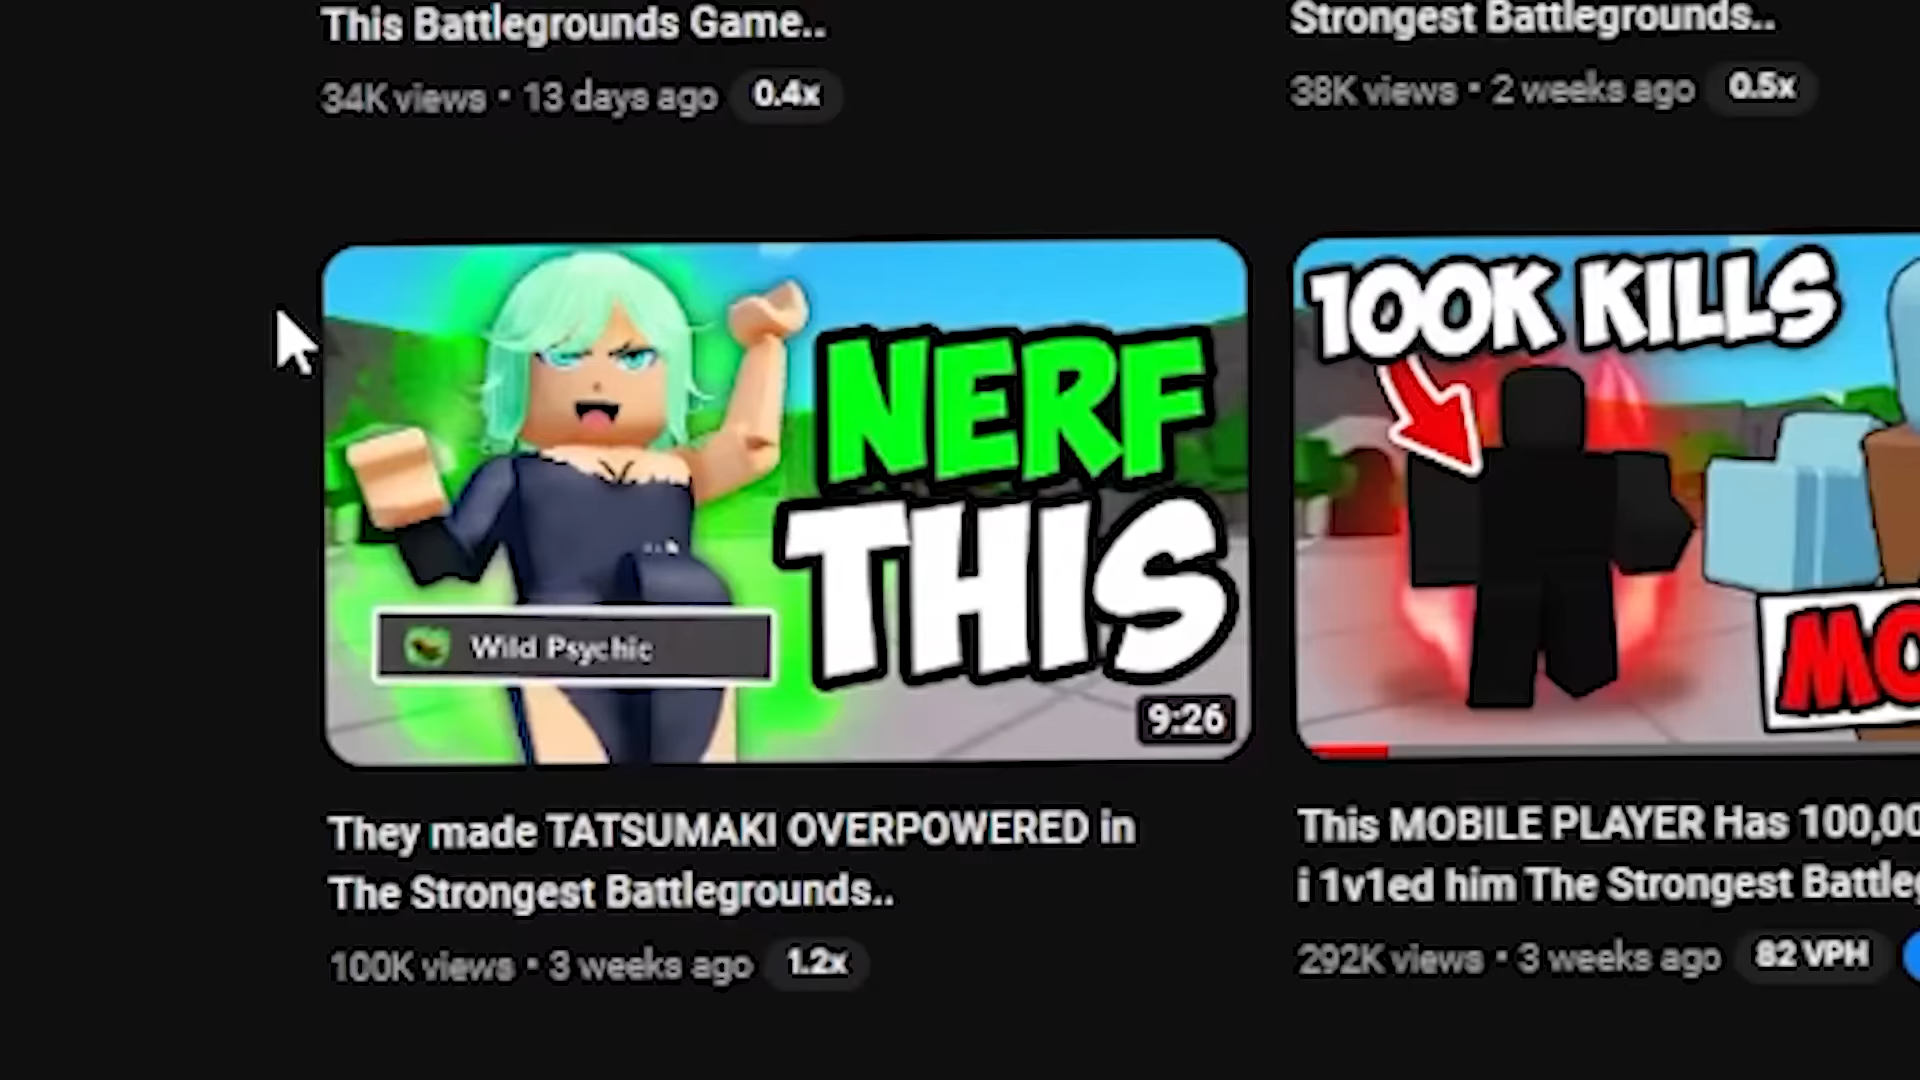 This Battlegrounds Game..
34K views • 13 days ago 0.4x
Strongest Battlegrounds..
38K views • 2 weeks ago 0.5x
NERF
THIS
Wild Psychic
9:26
They made TATSUMAKI OVERPOWERED in
The Strongest Battlegrounds..
100K views • 3 weeks ago 1.2x
100K KILLS
MO
This MOBILE PLAYER Has 100,00
i 1v1ed him The Strongest Battleg
292K views • 3 weeks ago 82 VPH